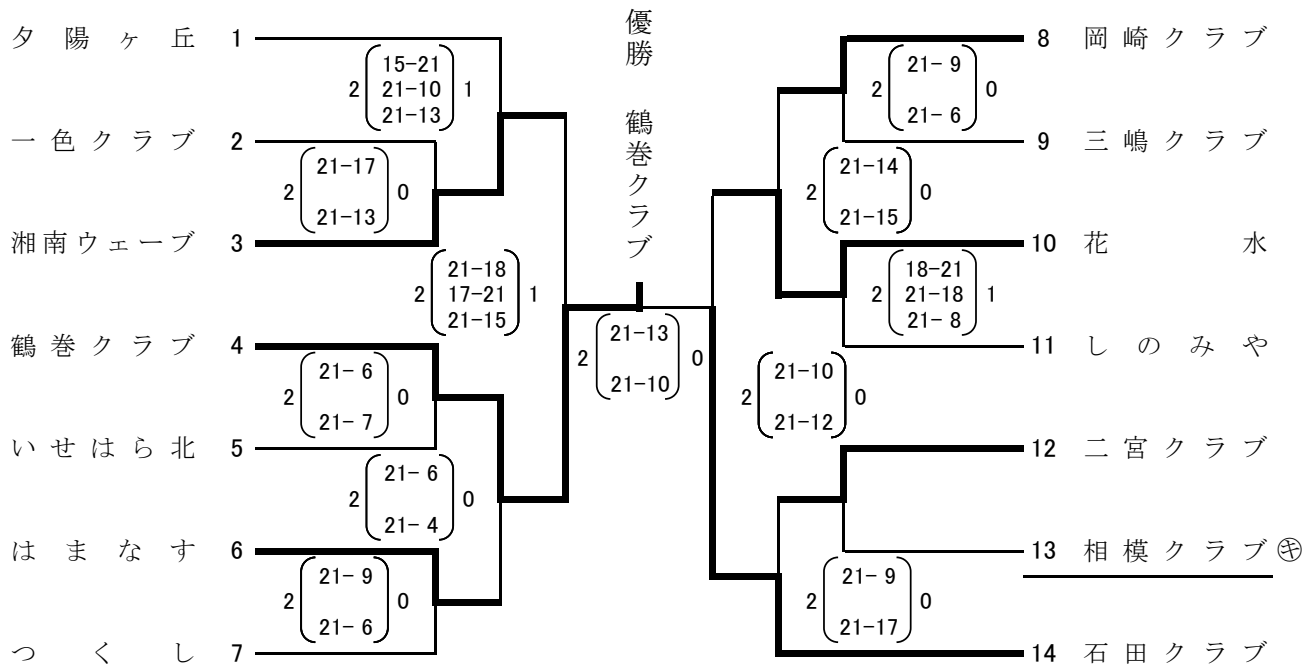 優勝 鶴巻クラブ
夕陽ヶ丘 1
2 15-21 1
21-10
21-13
一色クラブ 2
2 21-17 0
21-13
湘南ウェーブ 3
2 21-18 1
17-21
21-15
鶴巻クラブ 4
2 21- 6 0
21- 7
いせはら北 5
2 21- 6 0
21- 4
はまなす 6
2 21- 9 0
21- 6
つくし 7
2 21-13 0
21-10
8 岡崎クラブ
2 21- 9 0
21- 6
9 三嶋クラブ
2 21-14 0
21-15
10 花水
2 18-21 1
21-18
21- 8
11 しのみや
2 21-10 0
21-12
12 二宮クラブ
13 相模クラブ㋖
2 21- 9 0
21-17
14 石田クラブ